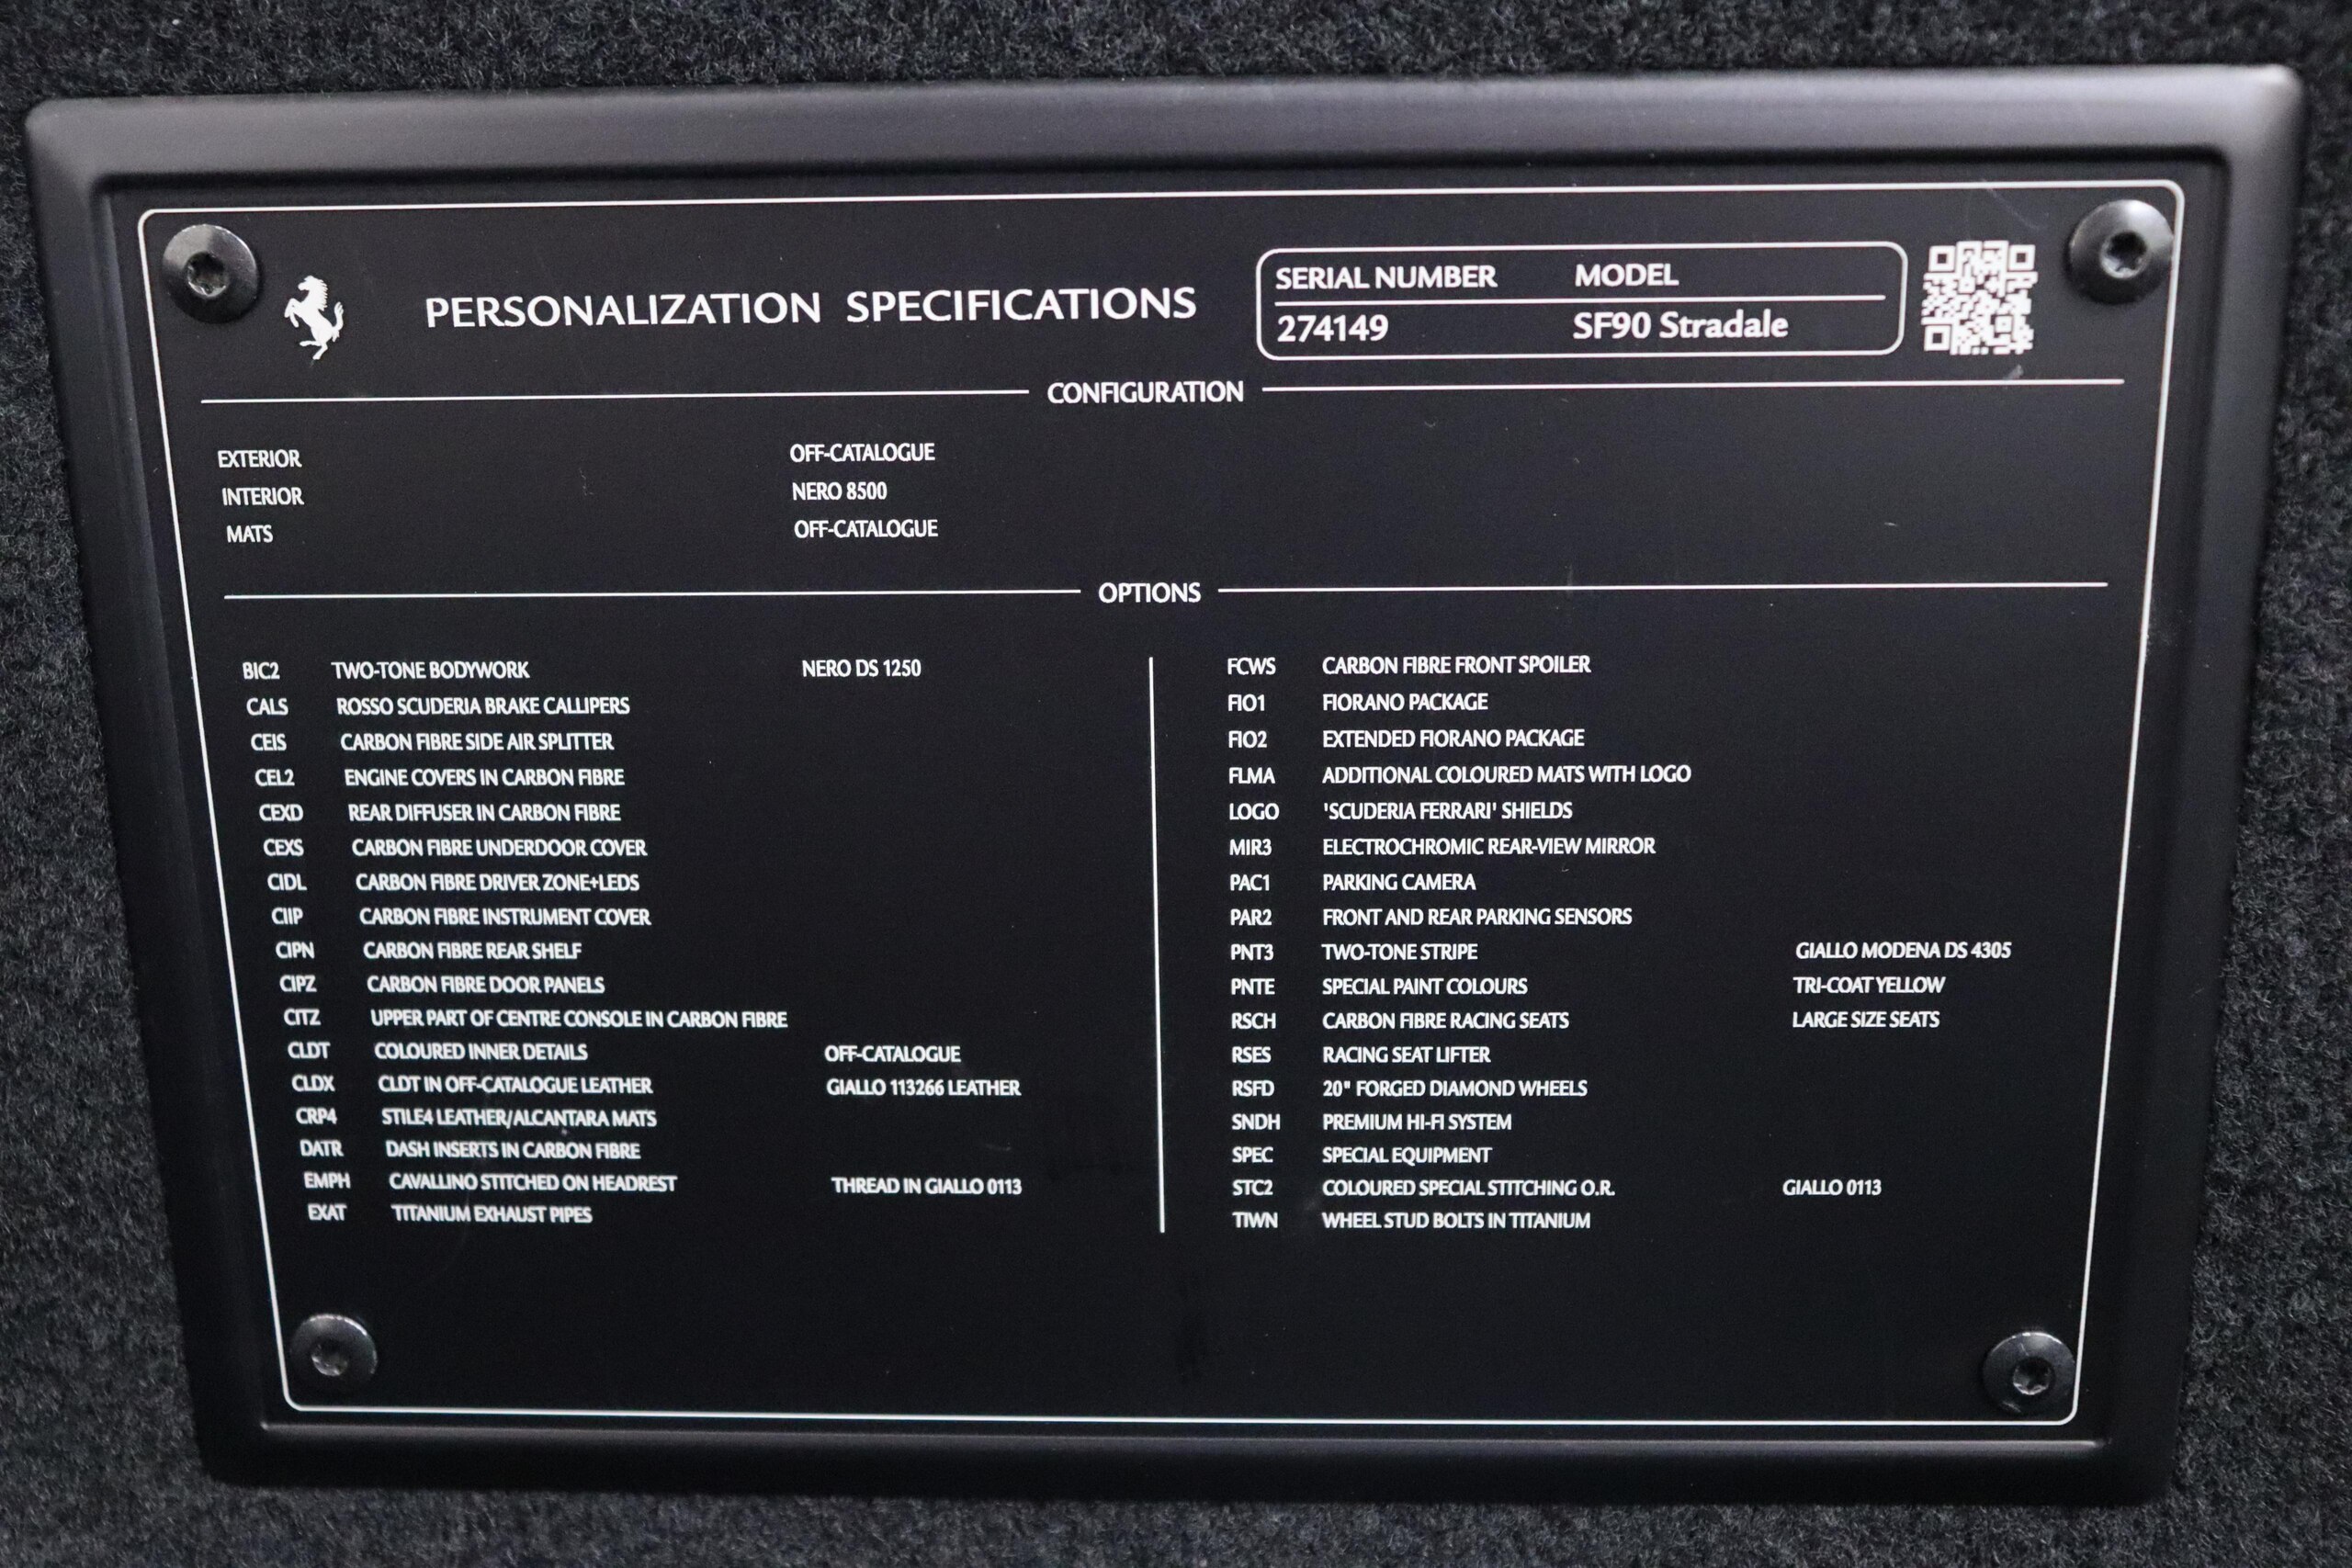 PERSONALIZATION SPECIFICATIONS
SERIAL NUMBER MODEL
274149 SF90 Stradale
CONFIGURATION
EXTERIOR OFF-CATALOGUE
INTERIOR NERO 8500
MATS OFF-CATALOGUE
OPTIONS
BIC2 TWO-TONE BODYWORK NERO DS 1250
CALS ROSSO SCUDERIA BRAKE CALLIPERS
CEIS CARBON FIBRE SIDE AIR SPLITTER
CEL2 ENGINE COVERS IN CARBON FIBRE
CEXD REAR DIFFUSER IN CARBON FIBRE
CEXS CARBON FIBRE UNDERDOOR COVER
CIDL CARBON FIBRE DRIVER ZONE+LEDS
CIIP CARBON FIBRE INSTRUMENT COVER
CIPN CARBON FIBRE REAR SHELF
CIPZ CARBON FIBRE DOOR PANELS
CITZ UPPER PART OF CENTRE CONSOLE IN CARBON FIBRE
CLDT COLOURED INNER DETAILS OFF-CATALOGUE
CLDX CLDT IN OFF-CATALOGUE LEATHER GIALLO 113266 LEATHER
CRP4 STILE4 LEATHER/ALCANTARA MATS
DATR DASH INSERTS IN CARBON FIBRE
EMPH CAVALLINO STITCHED ON HEADREST THREAD IN GIALLO 0113
EXAT TITANIUM EXHAUST PIPES
FCWS CARBON FIBRE FRONT SPOILER
FIO1 FIORANO PACKAGE
FIO2 EXTENDED FIORANO PACKAGE
FLMA ADDITIONAL COLOURED MATS WITH LOGO
LOGO 'SCUDERIA FERRARI' SHIELDS
MIR3 ELECTROCHROMIC REAR-VIEW MIRROR
PAC1 PARKING CAMERA
PAR2 FRONT AND REAR PARKING SENSORS
PNT3 TWO-TONE STRIPE GIALLO MODENA DS 4305
PNTE SPECIAL PAINT COLOURS TRI-COAT YELLOW
RSCH CARBON FIBRE RACING SEATS LARGE SIZE SEATS
RSES RACING SEAT LIFTER
RSFD 20" FORGED DIAMOND WHEELS
SNDH PREMIUM HI-FI SYSTEM
SPEC SPECIAL EQUIPMENT
STC2 COLOURED SPECIAL STITCHING O.R. GIALLO 0113
TIWN WHEEL STUD BOLTS IN TITANIUM